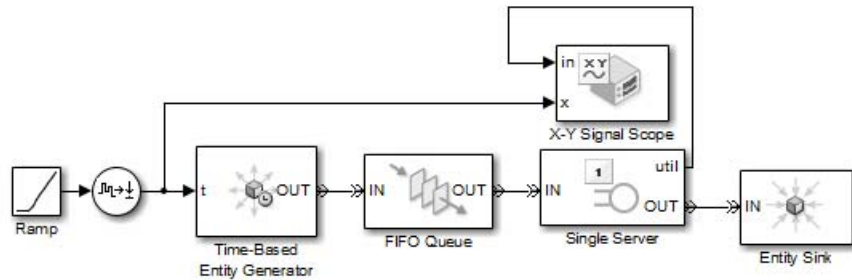 in
XY
x
X-Y Signal Scope
Ramp
t
OUT
Time-Based
Entity Generator
IN
OUT
FIFO Queue
IN
1
util
OUT
Single Server
IN
Entity Sink